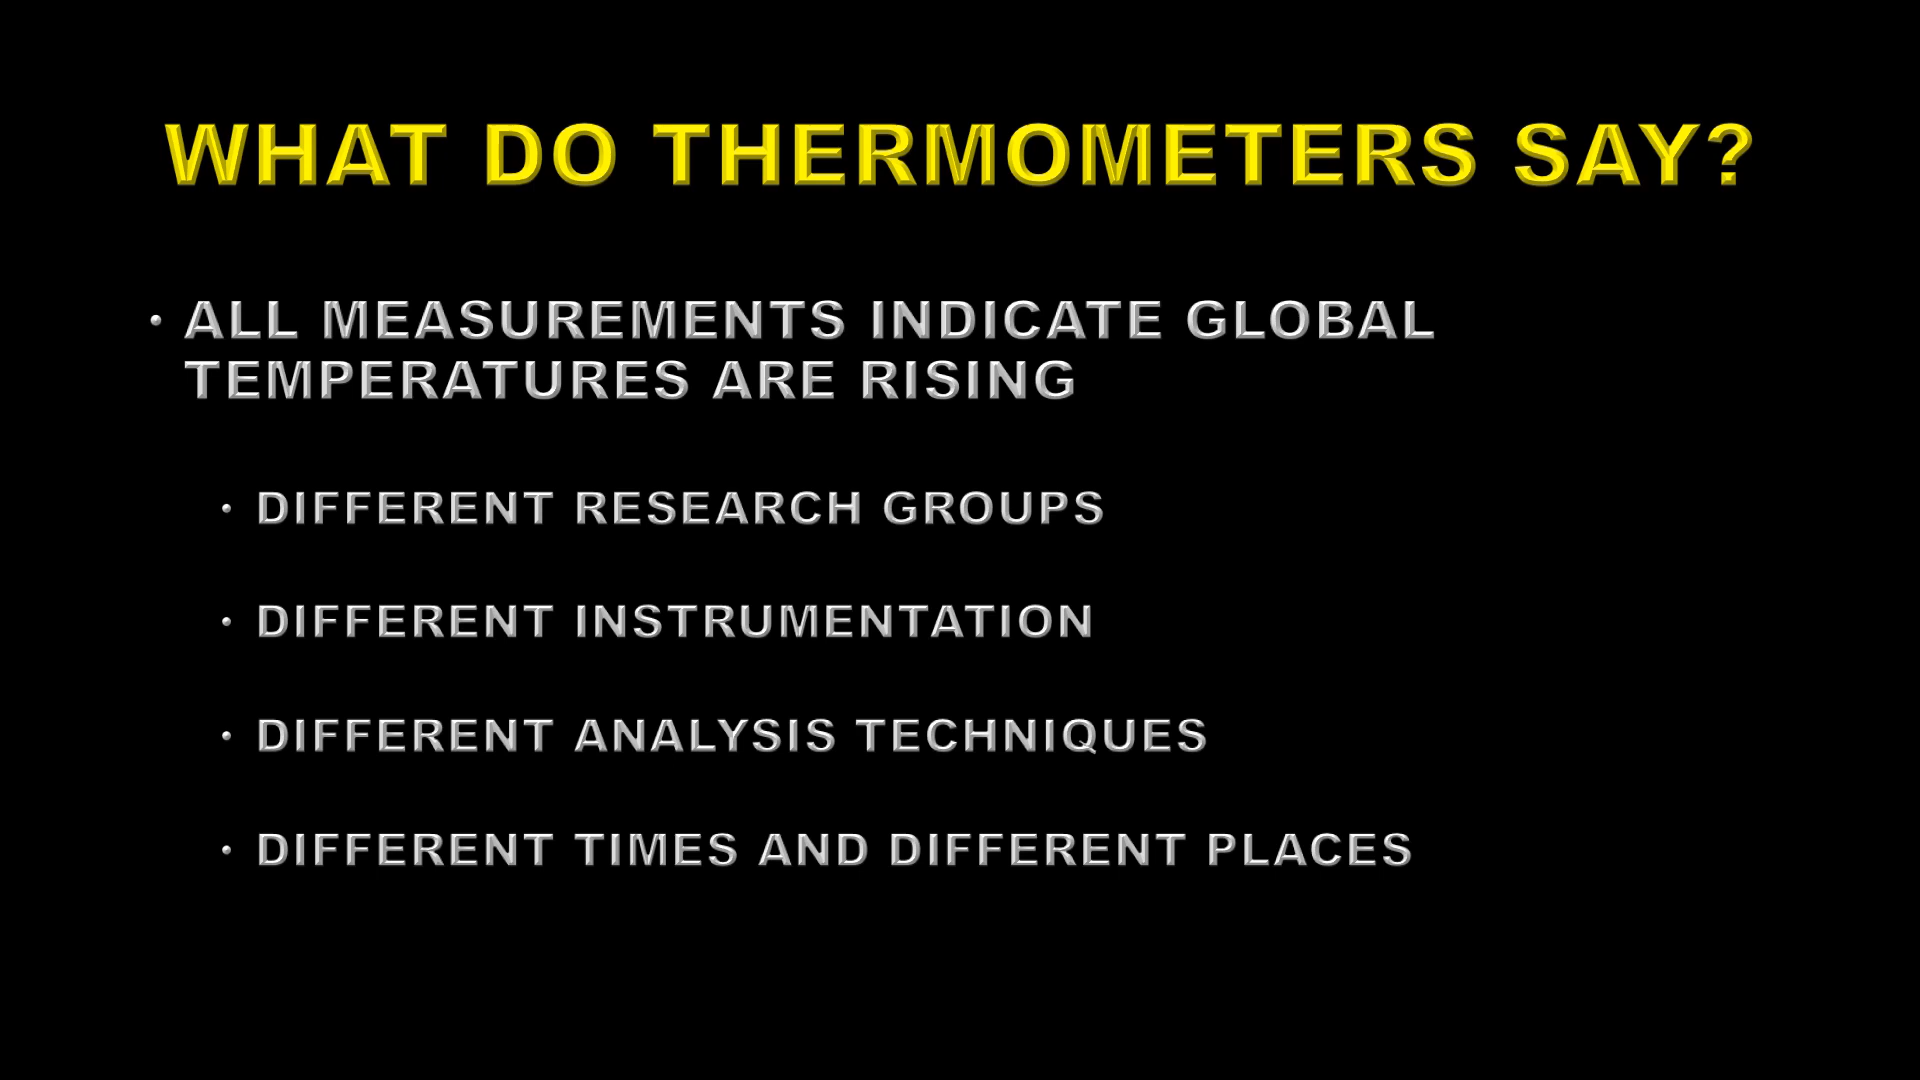 WHAT DO THERMOMETERS SAY?
• ALL MEASUREMENTS INDICATE GLOBAL
TEMPERATURES ARE RISING
• DIFFERENT RESEARCH GROUPS
• DIFFERENT INSTRUMENTATION
• DIFFERENT ANALYSIS TECHNIQUES
• DIFFERENT TIMES AND DIFFERENT PLACES